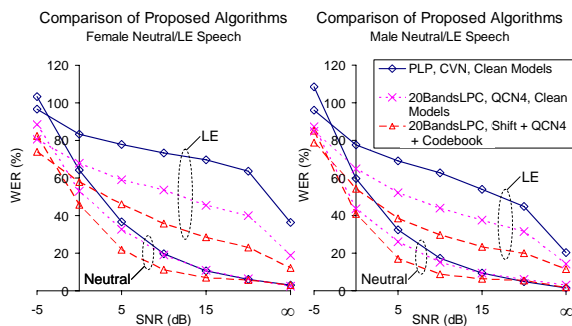 Comparison of Proposed Algorithms
Female Neutral/LE Speech
WER (%)
120
100
80
60
40
20
0
-5
5
15
∞
SNR (dB)
LE
Neutral
Comparison of Proposed Algorithms
Male Neutral/LE Speech
WER (%)
120
100
80
60
40
20
0
-5
5
15
∞
SNR (dB)
PLP, CVN, Clean Models
20BandsLPC, QCN4, Clean
Models
20BandsLPC, Shift + QCN4
+ Codebook
LE
Neutral